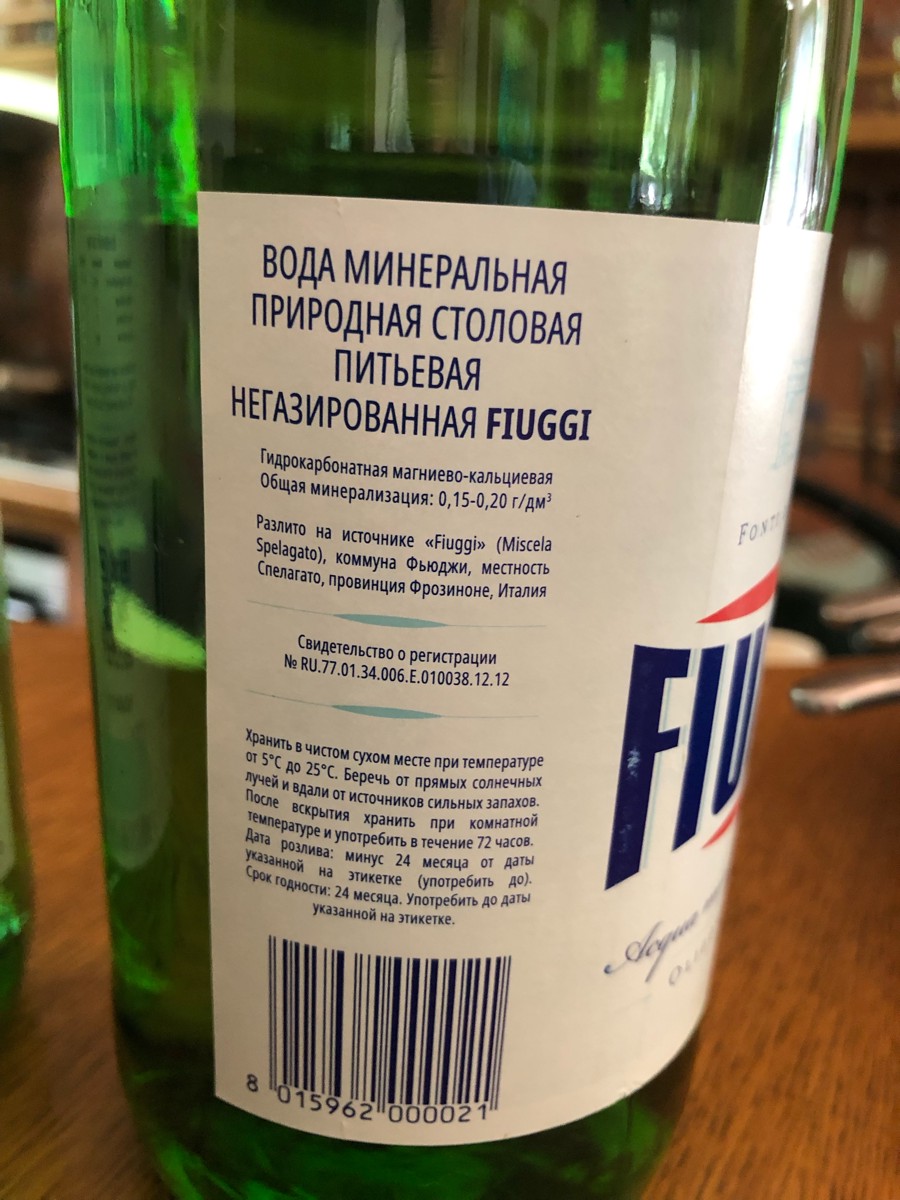 ВОДА МИНЕРАЛЬНАЯ
ПРИРОДНАЯ СТОЛОВАЯ
ПИТЬЕВАЯ
НЕГАЗИРОВАННАЯ FIUGGI
Гидрокарбонатная магниево-кальциевая
Общая минерализация: 0,15-0,20 г/дм³
Разлито на источнике «Fiuggi» (Miscela
Spelagato), коммуна Фьюджи, местность
Спелагато, провинция Фрозиноне, Италия
Свидетельство о регистрации
№ RU.77.01.34.006.E.010038.12.12
Хранить в чистом сухом месте при температуре
от 5°С до 25°С. Беречь от прямых солнечных
лучей и вдали от источников сильных запахов.
После вскрытия хранить при комнатной
температуре и употребить в течение 72 часов.
Дата розлива: минус 24 месяца от даты
указанной на этикетке (употребить до).
Срок годности: 24 месяца. Употребить до даты
указанной на этикетке.
8 015962 000021
FIU
Acqua